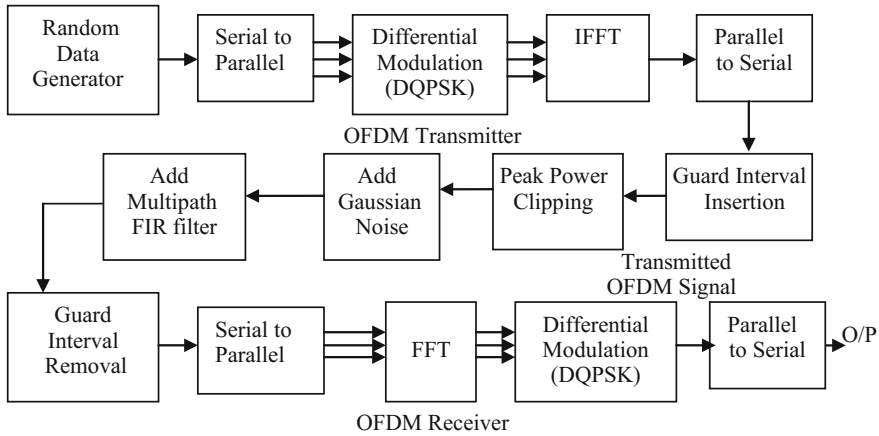 Random
Data
Generator
Serial to
Parallel
Differential
Modulation
(DQPSK)
IFFT
Parallel
to Serial
OFDM Transmitter
Add
Multipath
FIR filter
Add
Gaussian
Noise
Peak Power
Clipping
Guard Interval
Insertion
Transmitted
OFDM Signal
Guard
Interval
Removal
Serial to
Parallel
FFT
Differential
Modulation
(DQPSK)
Parallel
to Serial
O/P
OFDM Receiver